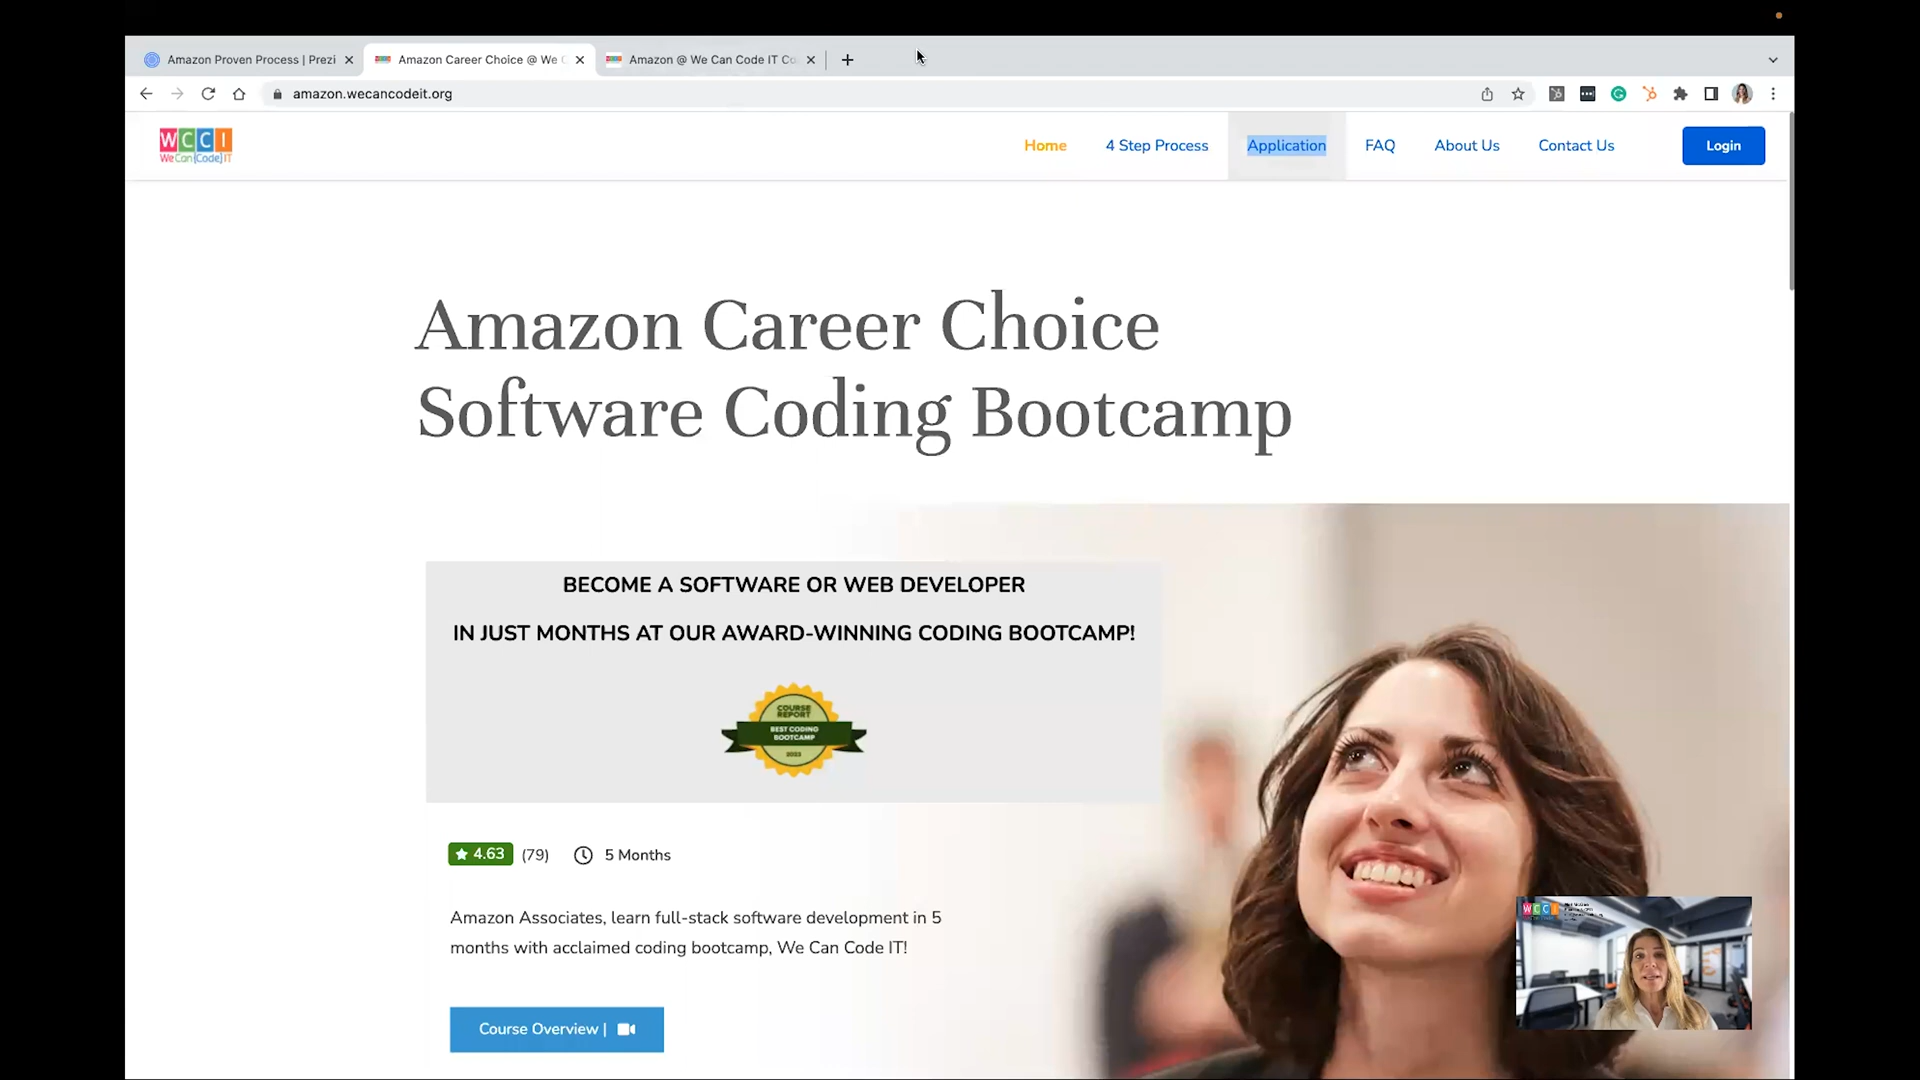 Amazon Proven Process | Prezi
Amazon Career Choice @ We C
Amazon @ We Can Code IT Co
amazon.wecancodeit.org
WCCI
We Can{Code}IT
Home
4 Step Process
Application
FAQ
About Us
Contact Us
Login
Amazon Career Choice
Software Coding Bootcamp
BECOME A SOFTWARE OR WEB DEVELOPER
IN JUST MONTHS AT OUR AWARD-WINNING CODING BOOTCAMP!
COURSE
REPORT
BEST CODING
BOOTCAMP
2023
4.63
(79)
5 Months
Amazon Associates, learn full-stack software development in 5
months with acclaimed coding bootcamp, We Can Code IT!
Course Overview |
WCCI